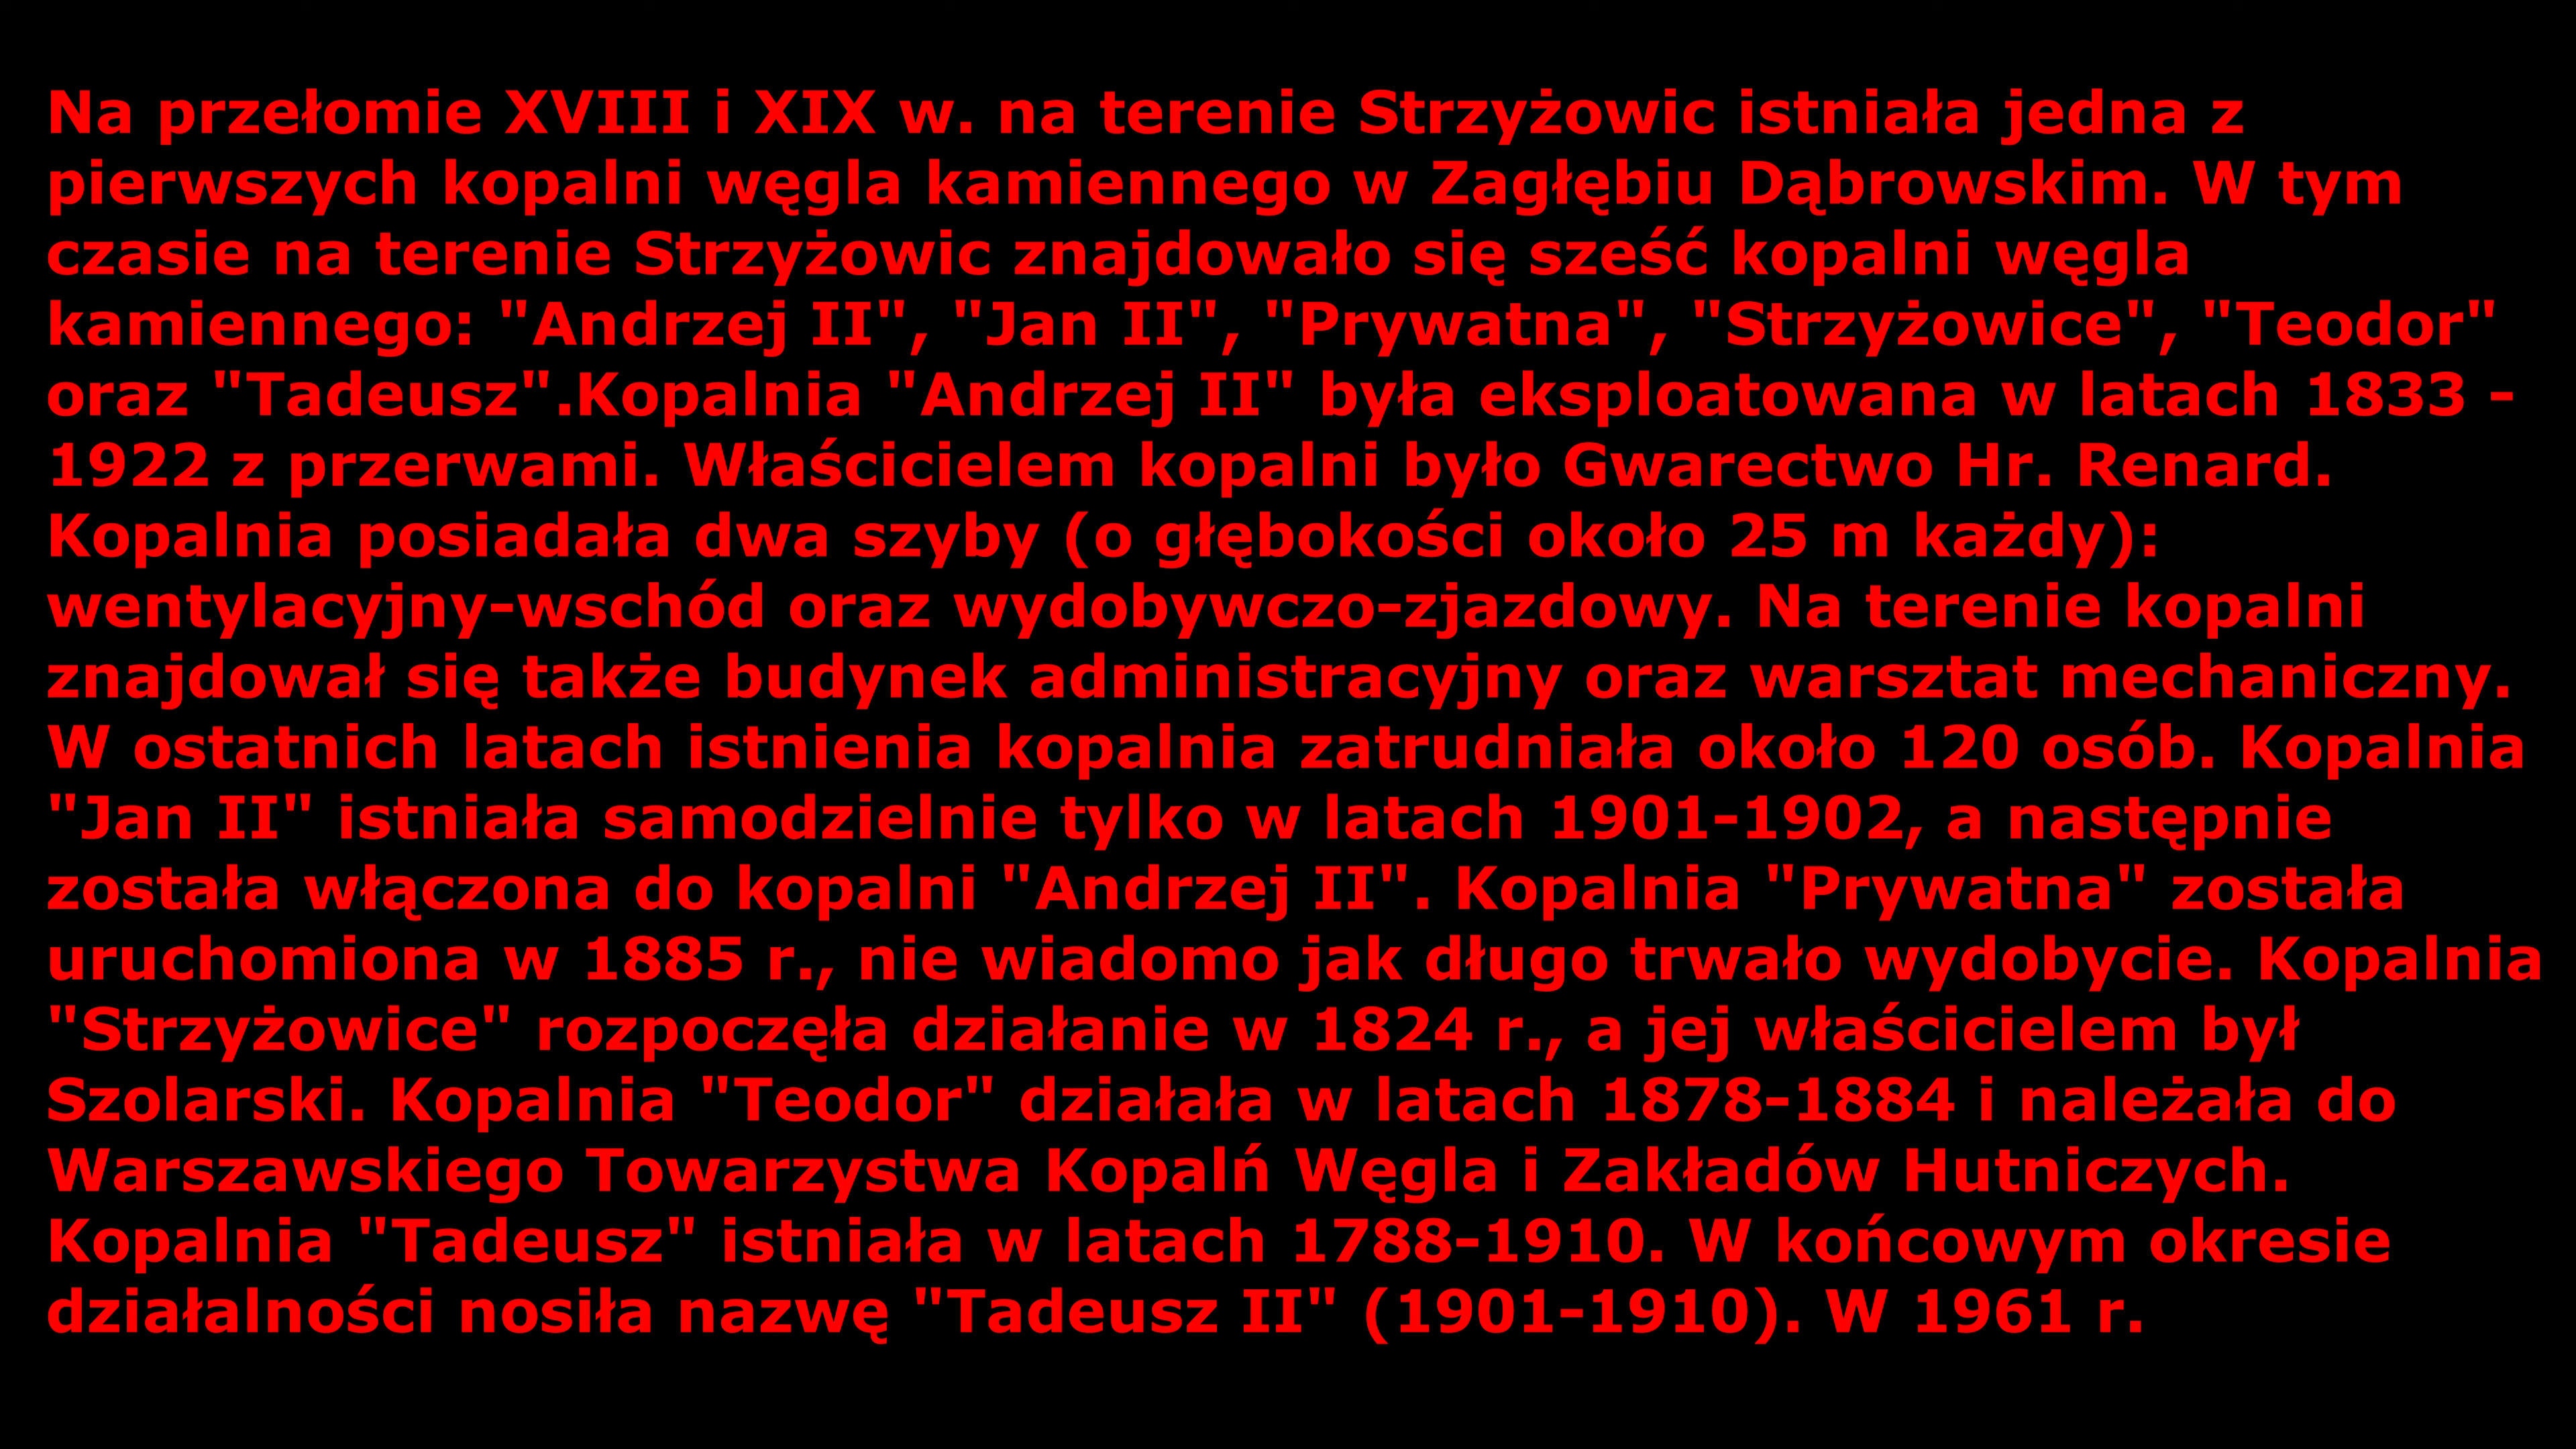 Na przełomie XVIII i XIX w. na terenie Strzyżowic istniała jedna z
pierwszych kopalni węgla kamiennego w Zagłębiu Dąbrowskim. W tym
czasie na terenie Strzyżowic znajdowało się sześć kopalni węgla
kamiennego: "Andrzej II", "Jan II", "Prywatna", "Strzyżowice", "Teodor"
oraz "Tadeusz".Kopalnia "Andrzej II" była eksploatowana w latach 1833 -
1922 z przerwami. Właścicielem kopalni było Gwarectwo Hr. Renard.
Kopalnia posiadała dwa szyby (o głębokości około 25 m każdy):
wentylacyjny-wschód oraz wydobywczo-zjazdowy. Na terenie kopalni
znajdował się także budynek administracyjny oraz warsztat mechaniczny.
W ostatnich latach istnienia kopalnia zatrudniała około 120 osób. Kopalnia
"Jan II" istniała samodzielnie tylko w latach 1901-1902, a następnie
została włączona do kopalni "Andrzej II". Kopalnia "Prywatna" została
uruchomiona w 1885 r., nie wiadomo jak długo trwało wydobycie. Kopalnia
"Strzyżowice" rozpoczęła działanie w 1824 r., a jej właścicielem był
Szolarski. Kopalnia "Teodor" działała w latach 1878-1884 i należała do
Warszawskiego Towarzystwa Kopalń Węgla i Zakładów Hutniczych.
Kopalnia "Tadeusz" istniała w latach 1788-1910. W końcowym okresie
działalności nosiła nazwę "Tadeusz II" (1901-1910). W 1961 r.